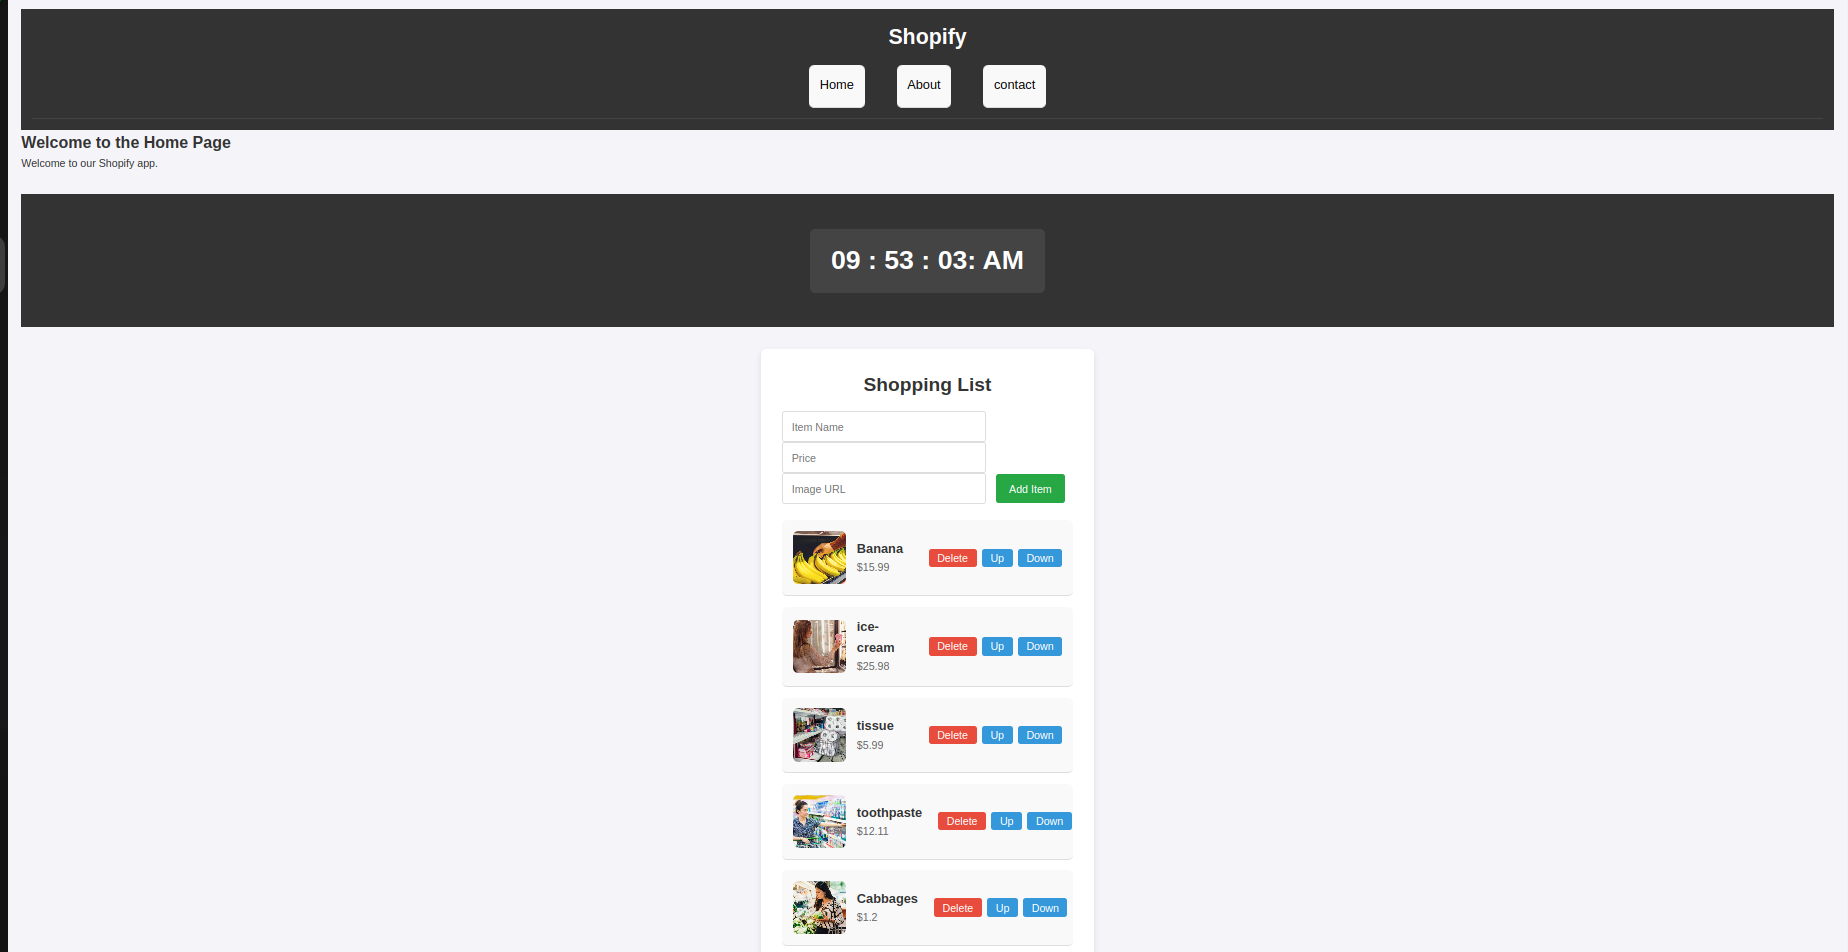 Shopify
Home About contact
Welcome to the Home Page
Welcome to our Shopify app.
09 : 53 : 03: AM
Shopping List
Item Name
Price
Image URL Add Item
Banana
$15.99
Delete Up Down
ice-
cream
$25.98
Delete Up Down
tissue
$5.99
Delete Up Down
toothpaste
$12.11
Delete Up Down
Cabbages
$1.2
Delete Up Down